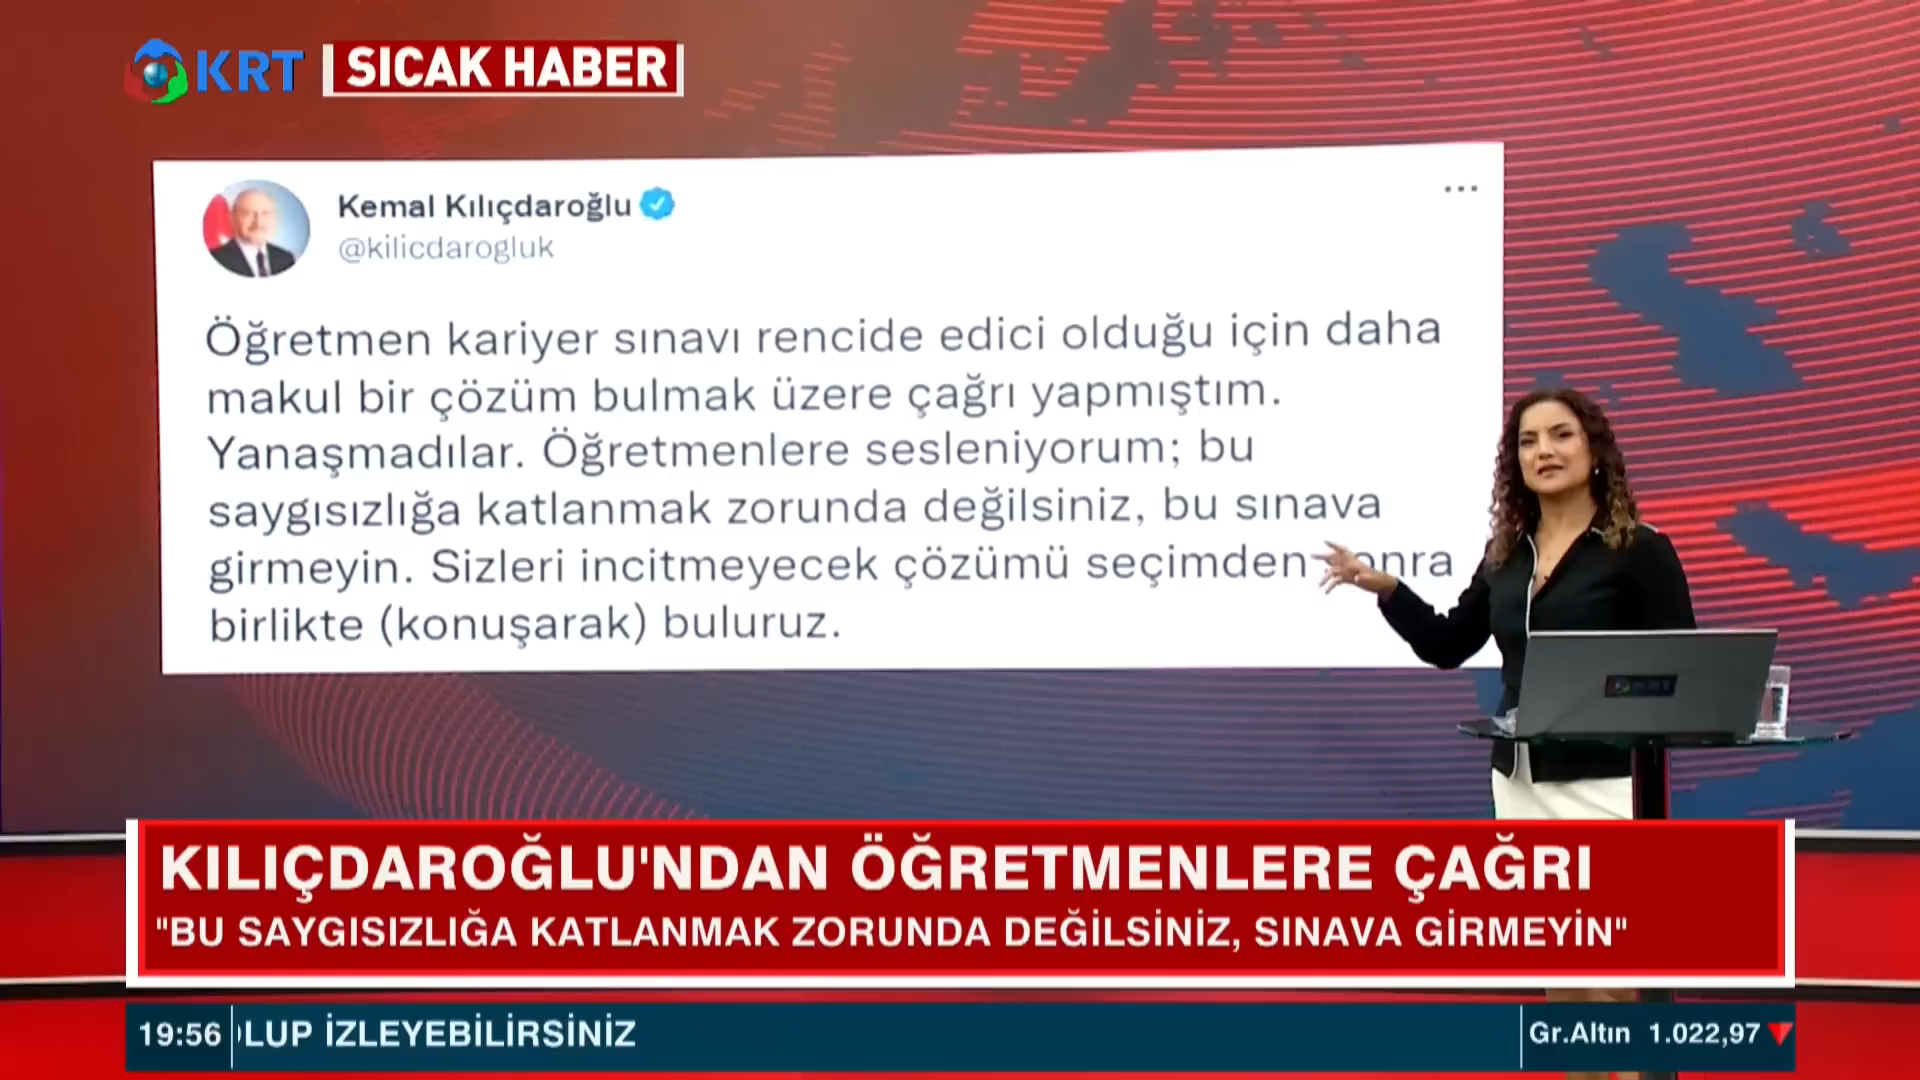 KRT
SICAK HABER
Kemal Kılıçdaroğlu
@kilicdarogluk
Öğretmen kariyer sınavı rencide edici olduğu için daha
makul bir çözüm bulmak üzere çağrı yapmıştım.
Yanaşmadılar. Öğretmenlere sesleniyorum; bu
saygısızlığa katlanmak zorunda değilsiniz, bu sınava
girmeyin. Sizleri incitmeyecek çözümü seçimden sonra
birlikte (konuşarak) buluruz.
KRT
KILIÇDAROĞLU'NDAN ÖĞRETMENLERE ÇAĞRI
"BU SAYGISIZLIĞA KATLANMAK ZORUNDA DEĞİLSİNİZ, SINAVA GİRMEYİN"
19:56 LUP İZLEYEBİLİRSİNİZ Gr.Altın 1.022,97